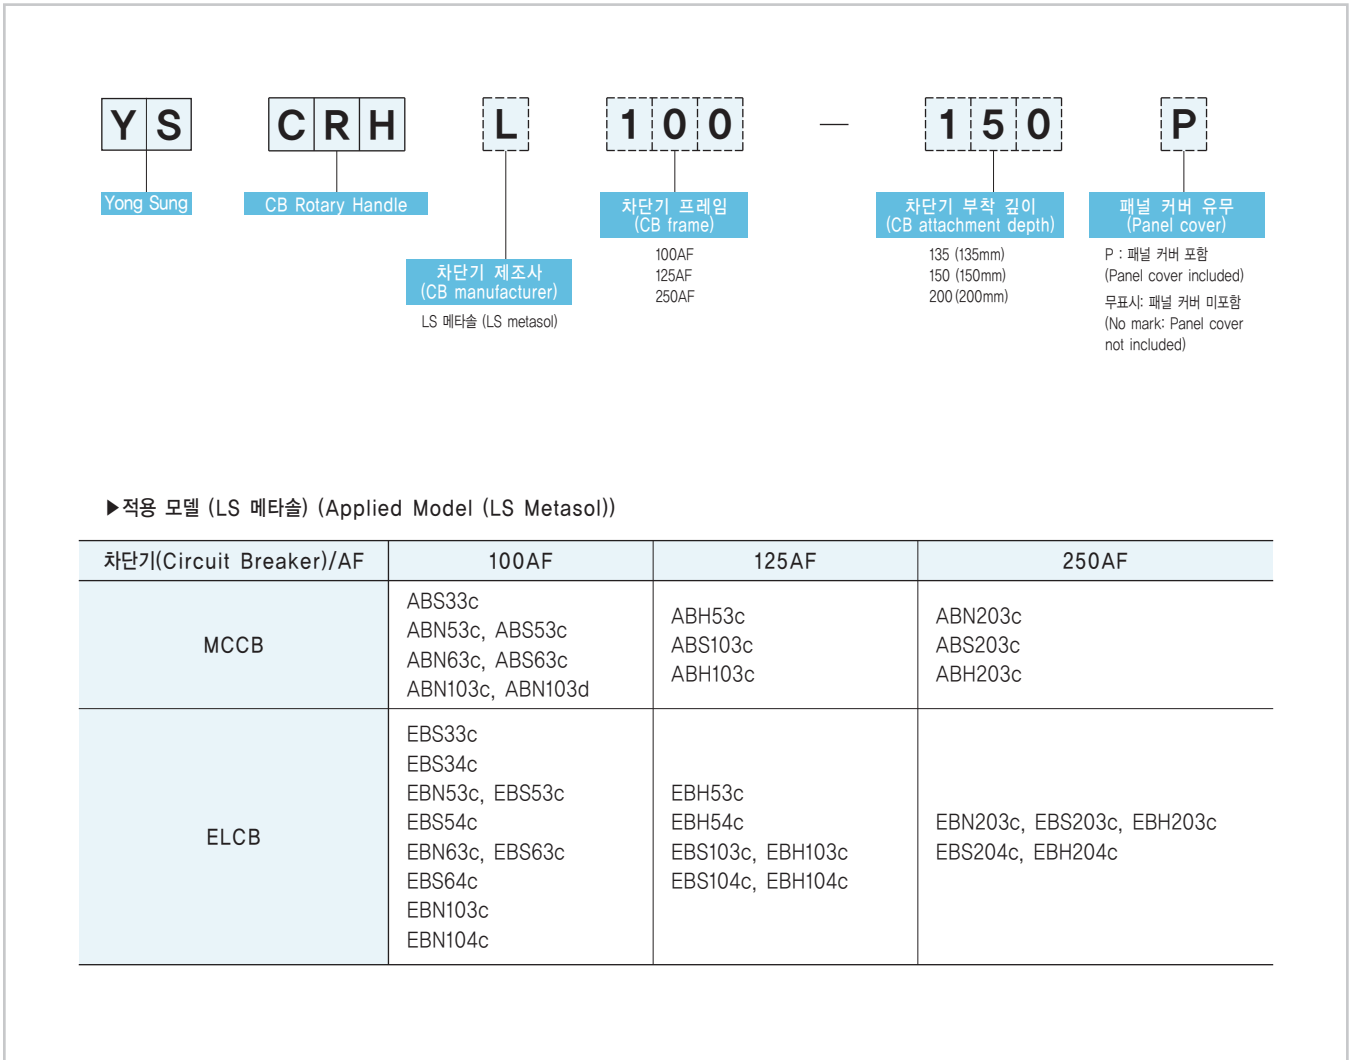 YS CRH L 100 — 150 P
Yong Sung
CB Rotary Handle
차단기 제조사
(CB manufacturer)
LS 메타솔 (LS metasol)
차단기 프레임
(CB frame)
100AF
125AF
250AF
차단기 부착 깊이
(CB attachment depth)
135 (135mm)
150 (150mm)
200 (200mm)
패널 커버 유무
(Panel cover)
P : 패널 커버 포함
(Panel cover included)
무표시: 패널 커버 미포함
(No mark: Panel cover
not included)
▶적용 모델 (LS 메타솔) (Applied Model (LS Metasol))
차단기(Circuit Breaker)/AF 100AF 125AF 250AF
MCCB
ABS33c
ABN53c, ABS53c
ABN63c, ABS63c
ABN103c, ABN103d
ABH53c
ABS103c
ABH103c
ABN203c
ABS203c
ABH203c
ELCB
EBS33c
EBS34c
EBN53c, EBS53c
EBS54c
EBN63c, EBS63c
EBS64c
EBN103c
EBN104c
EBH53c
EBH54c
EBS103c, EBH103c
EBS104c, EBH104c
EBN203c, EBS203c, EBH203c
EBS204c, EBH204c